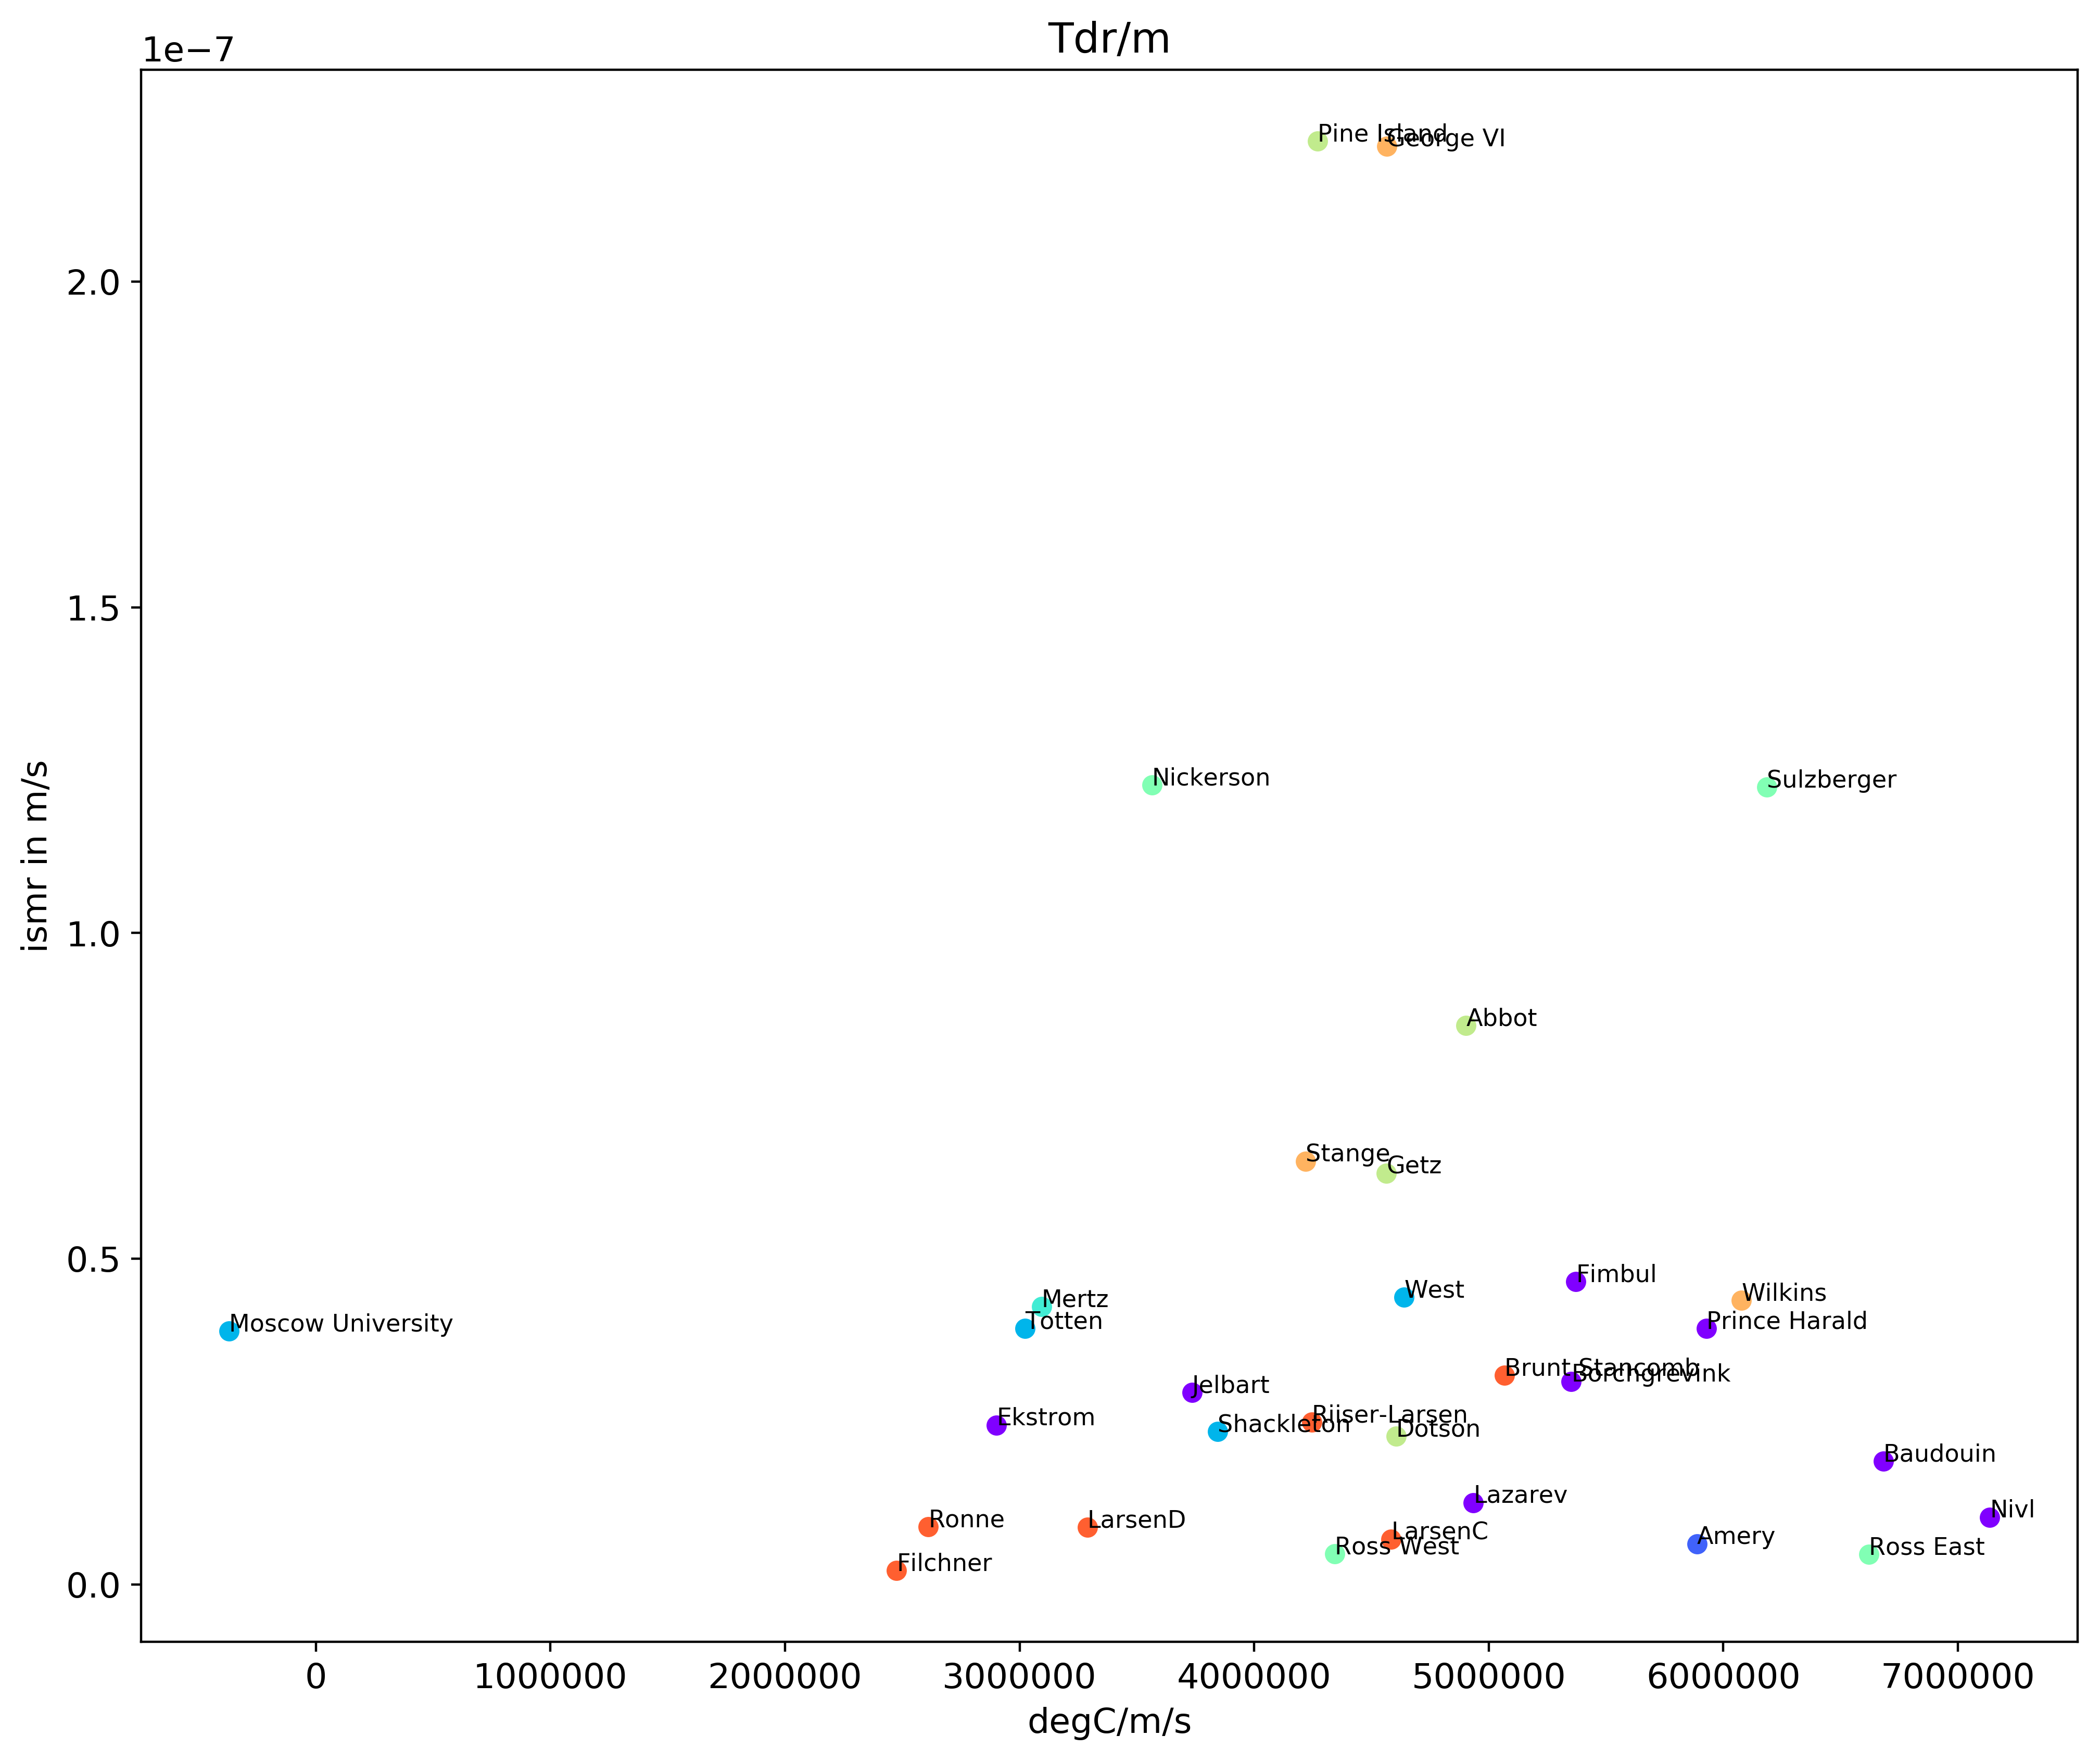 Tdr/m
1e−7
Pine Island
George VI
2.0
1.5
Nickerson
Sulzberger
ismr in m/s
1.0
Abbot
Stange
Getz
0.5
Fimbul
West
Wilkins
Mertz
Moscow University
Totten
Prince Harald
Brunt Stancomb
Borchgrevink
Jelbart
Riiser-Larsen
Ekstrom
Shackleton
Dotson
Baudouin
Lazarev
Nivl
Ronne
LarsenD
LarsenC
Amery
Ross West
Ross East
Filchner
0.0
0 1000000 2000000 3000000 4000000 5000000 6000000 7000000
degC/m/s